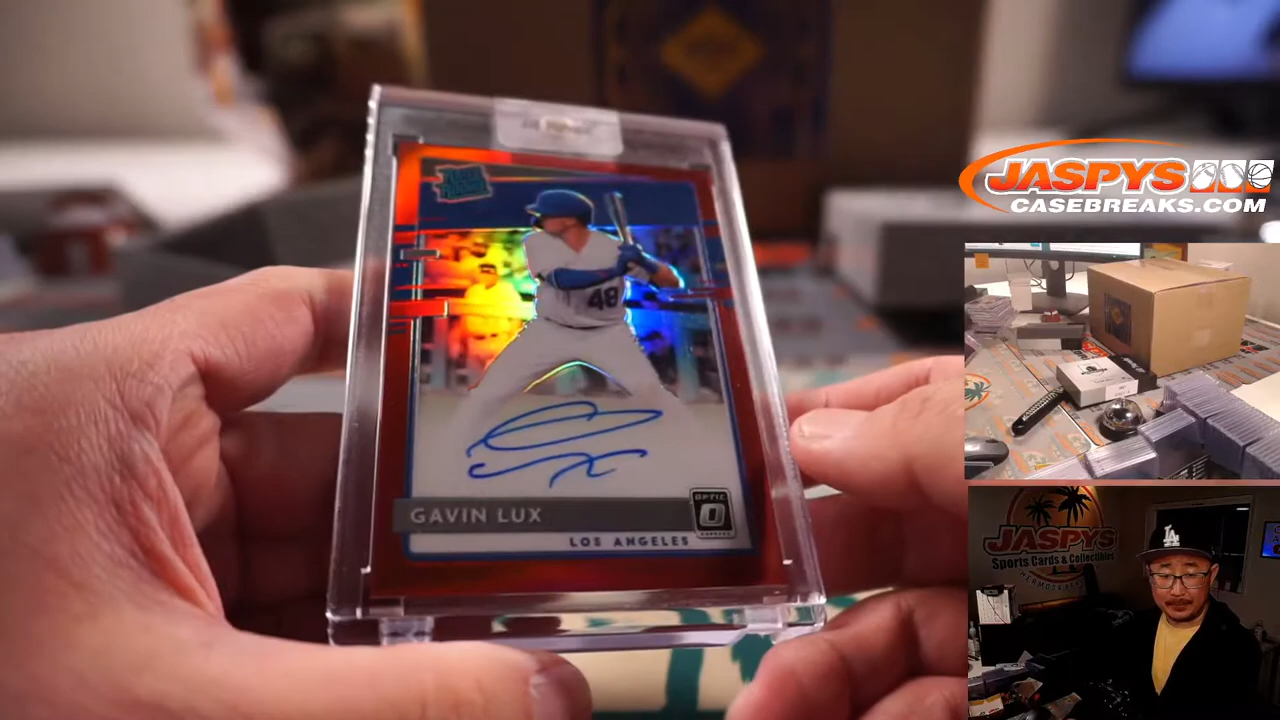 RATED
ROOKIE
48
GAVIN LUX
OPTIC
LOS ANGELES
JASPYS
CASEBREAKS.COM
JASPYS
Sports Cards & Collectibles
LA